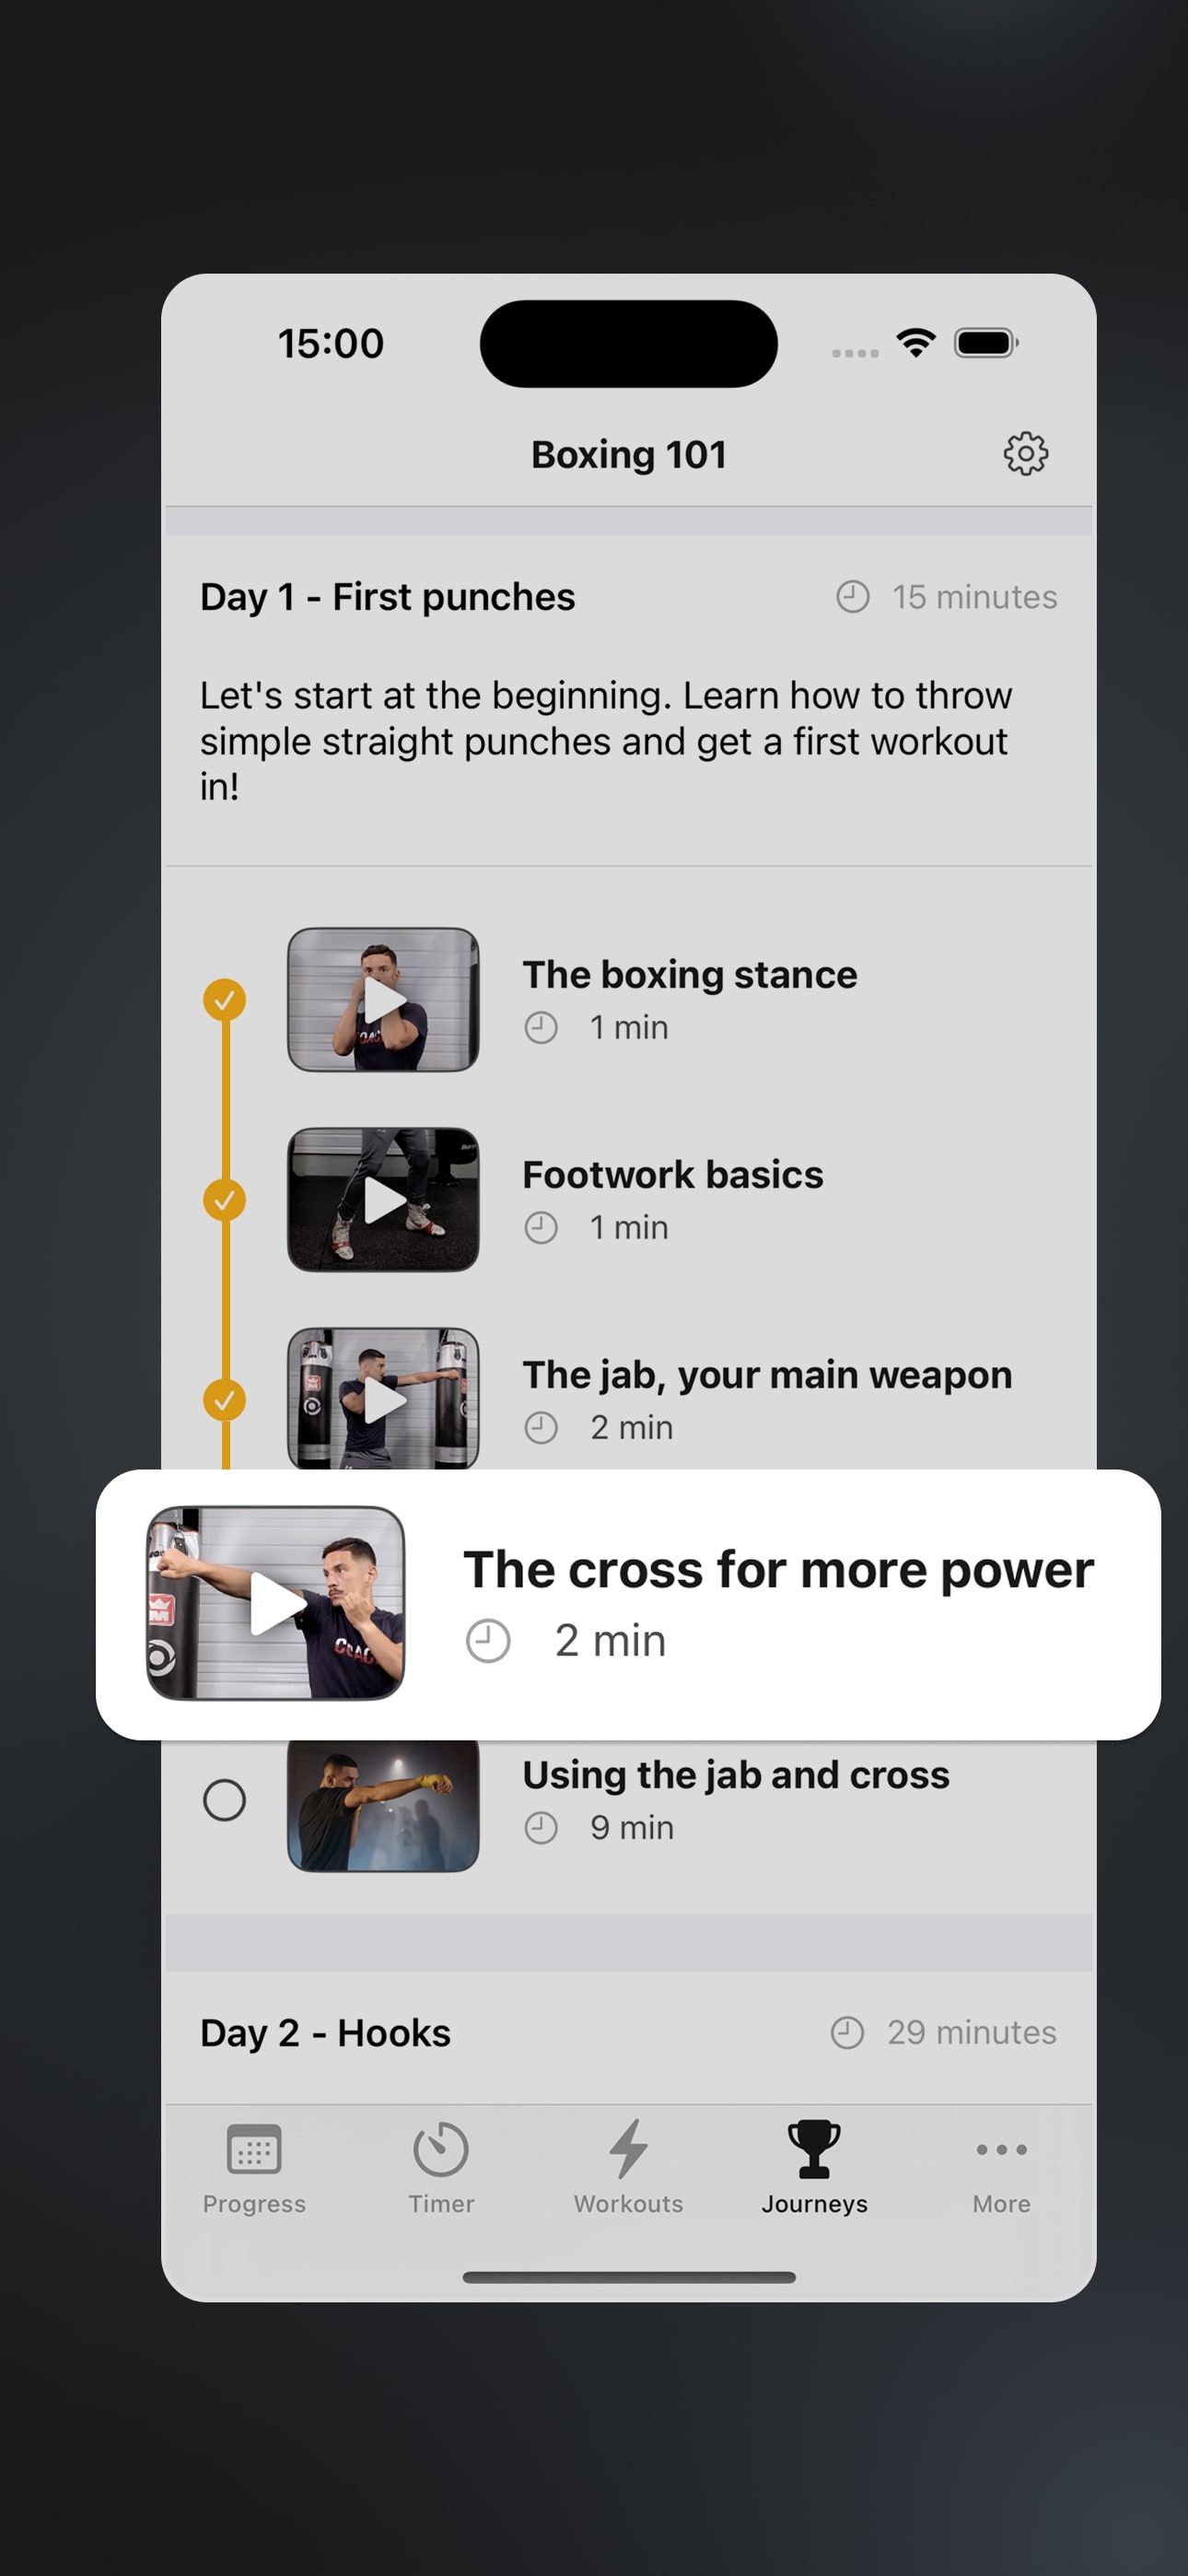 15:00
Boxing 101
Day 1 - First punches
15 minutes
Let's start at the beginning. Learn how to throw
simple straight punches and get a first workout
in!
The boxing stance
1 min
Footwork basics
1 min
The jab, your main weapon
2 min
The cross for more power
2 min
Using the jab and cross
9 min
Day 2 - Hooks
29 minutes
Progress
Timer
Workouts
Journeys
More